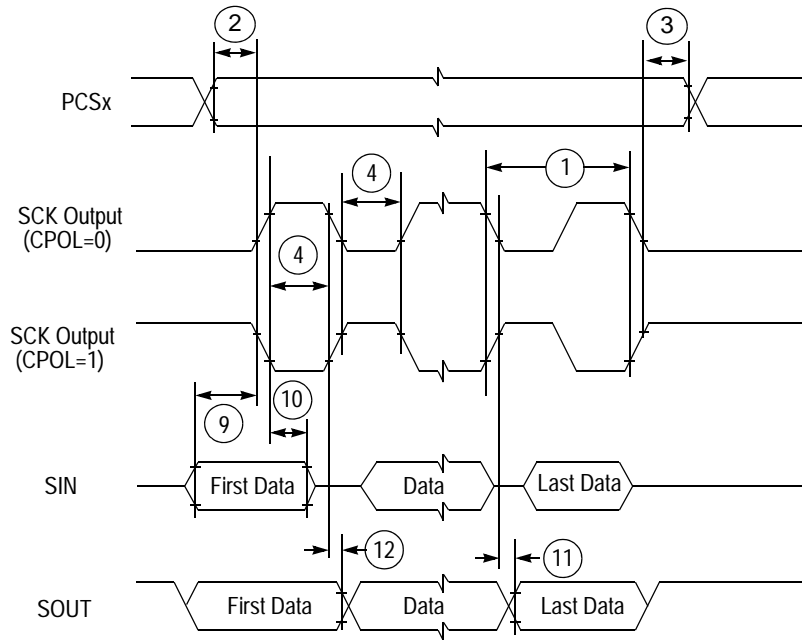 2
3
PCSx
4
1
SCK Output
(CPOL=0)
4
SCK Output
(CPOL=1)
9
10
SIN
First Data
Data
Last Data
12
11
SOUT
First Data
Data
Last Data